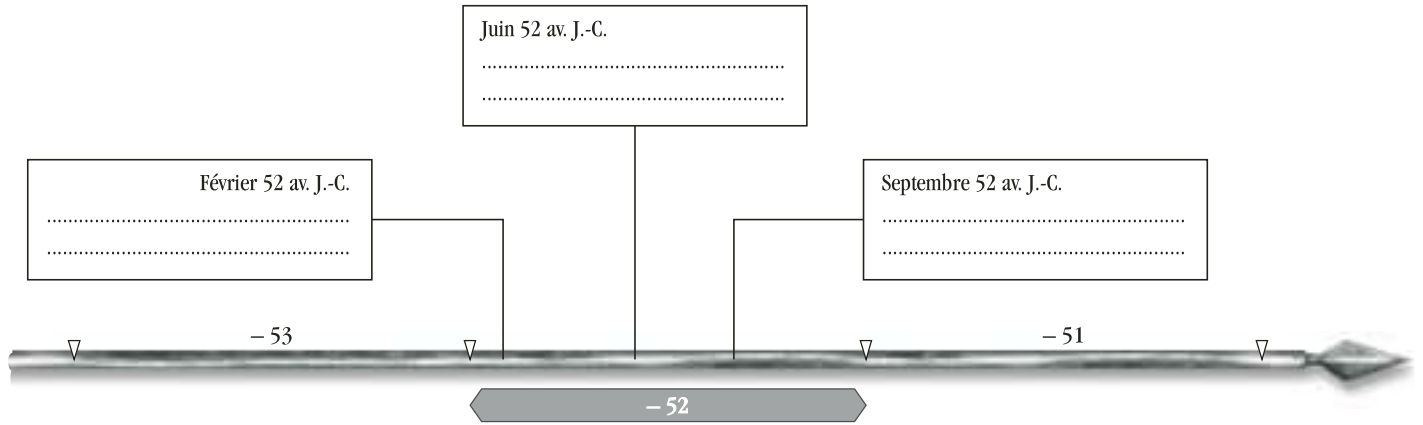 Juin 52 av. J.-C.
Février 52 av. J.-C.
Septembre 52 av. J.-C.
– 53
– 51
– 52